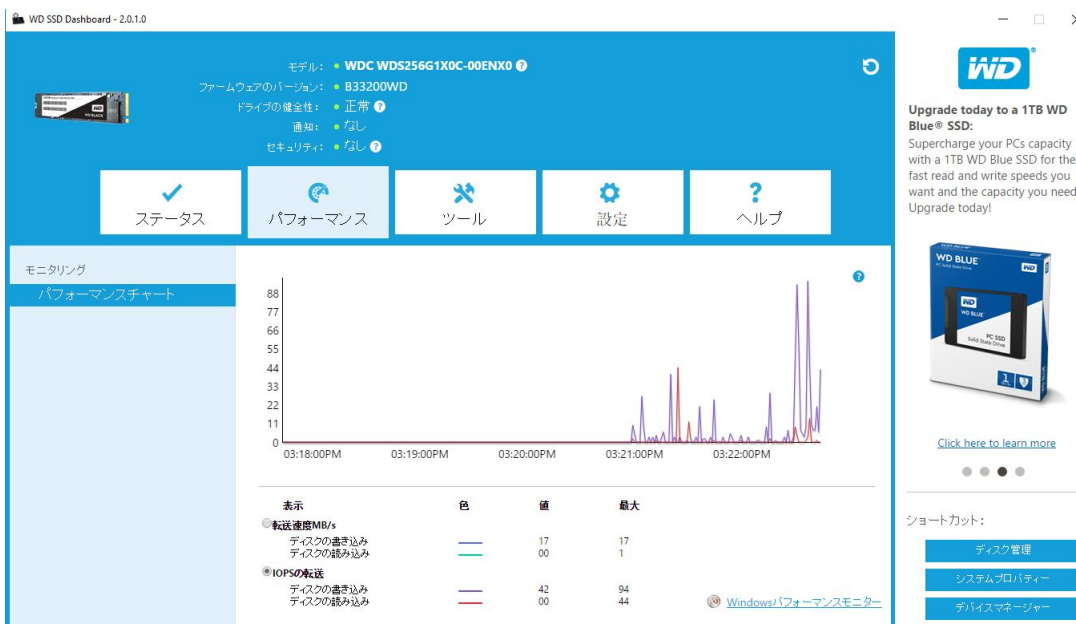 WD SSD Dashboard - 2.0.1.0
モデル: WDC WDS256G1X0C-00ENX0
ファームウェアのバージョン: B33200WD
ドライブの健全性: 正常
通知: なし
セキュリティ: なし
ステータス
パフォーマンス
ツール
設定
ヘルプ
モニタリング
パフォーマンスチャート
88
77
66
55
44
33
22
11
0
03:18:00PM 03:19:00PM 03:20:00PM 03:21:00PM 03:22:00PM
表示 色 値 最大
転送速度MB/s
ディスクの書き込み 17 17
ディスクの読み込み 00 1
IOPSの転送
ディスクの書き込み 42 94
ディスクの読み込み 00 44
Windowsパフォーマンスモニター
WD
Upgrade today to a 1TB WD
Blue® SSD:
Supercharge your PCs capacity
with a 1TB WD Blue SSD for the
fast read and write speeds you
want and the capacity you need
Upgrade today!
WD BLUE
PC Solid State Drive
WD
WD
WD BLUE
PC SSD
Solid State Drive
Click here to learn more
ショートカット:
ディスク管理
システムプロパティー
デバイスマネージャー